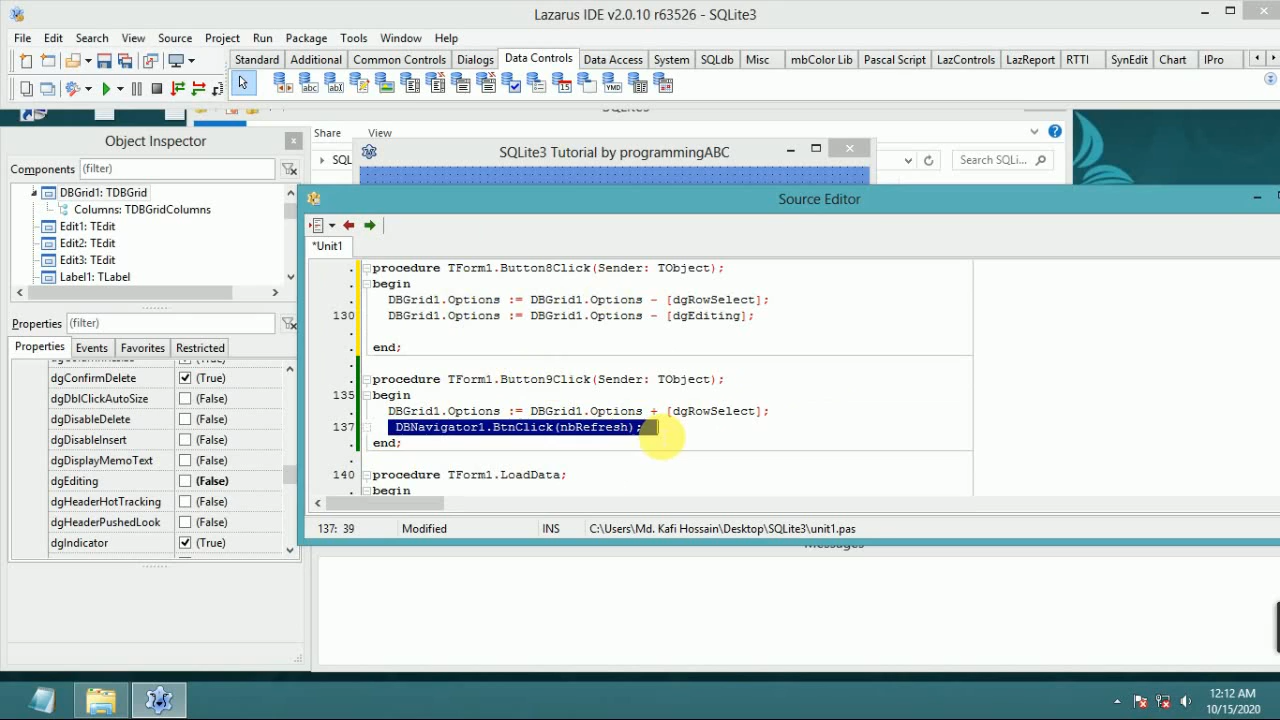 Lazarus IDE v2.0.10 r63526 - SQLite3
File Edit Search View Source Project Run Package Tools Window Help
Standard Additional Common Controls Dialogs Data Controls Data Access System SQLdb Misc mbColor Lib Pascal Script LazControls LazReport RTTI SynEdit Chart IPro
Object Inspector
Components (filter)
DBGrid1: TDBGrid
Columns: TDBGridColumns
Edit1: TEdit
Edit2: TEdit
Edit3: TEdit
Label1: TLabel
Properties (filter)
Properties Events Favorites Restricted
dgConfirmDelete (True)
dgDblClickAutoSize (False)
dgDisableDelete (False)
dgDisableInsert (False)
dgDisplayMemoText (False)
dgEditing (False)
dgHeaderHotTracking (False)
dgHeaderPushedLook (False)
dgIndicator (True)
Share View
SQL
Search SQLi...
SQLite3 Tutorial by programmingABC
Source Editor
*Unit1
procedure TForm1.Button8Click(Sender: TObject);
begin
DBGrid1.Options := DBGrid1.Options - [dgRowSelect];
130 DBGrid1.Options := DBGrid1.Options - [dgEditing];
end;
procedure TForm1.Button9Click(Sender: TObject);
135 begin
DBGrid1.Options := DBGrid1.Options + [dgRowSelect];
137 DBNavigator1.BtnClick(nbRefresh);
end;
140 procedure TForm1.LoadData;
begin
137: 39 Modified INS C:\Users\Md. Kafi Hossain\Desktop\SQLite3\unit1.pas
Messages
12:12 AM
10/15/2020